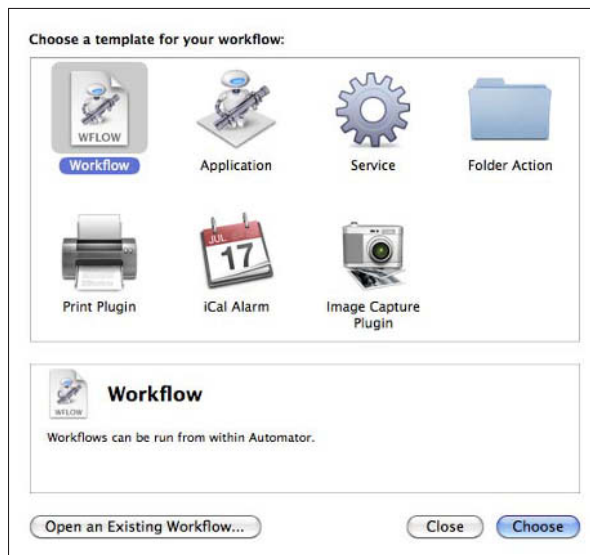 Choose a template for your workflow:
WFLOW
Workflow
Application
Service
Folder Action
JUL
17
Print Plugin
iCal Alarm
Image Capture
Plugin
WFLOW
Workflow
Workflows can be run from within Automator.
Open an Existing Workflow...
Close
Choose